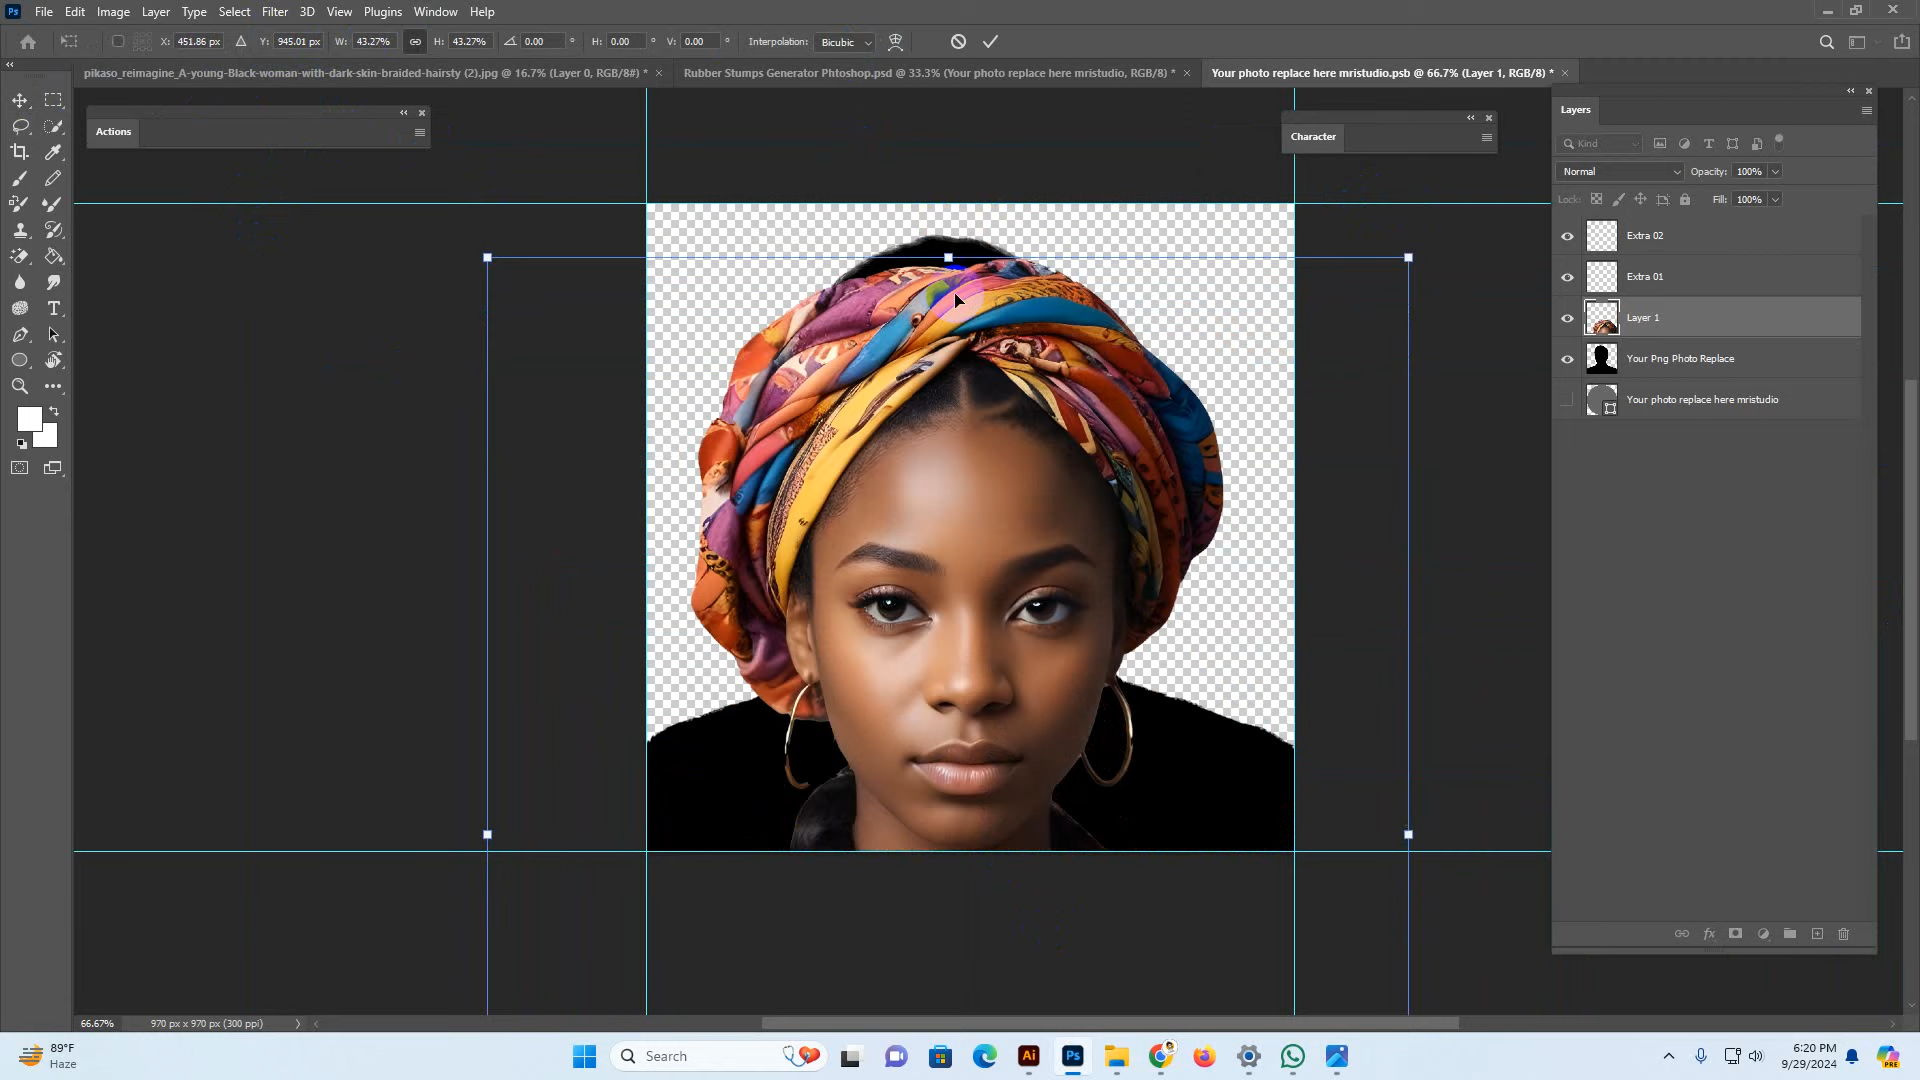 Ps File Edit Image Layer Type Select Filter 3D View Plugins Window Help
X: 451.86 px Y: 945.01 px W: 43.27% H: 43.27% 0.00 ° H: 0.00 ° V: 0.00 ° Interpolation: Bicubic
pikaso_reimagine_A-young-Black-woman-with-dark-skin-braided-hairsty (2).jpg @ 16.7% (Layer 0, RGB/8#) * × Rubber Stumps Generator Phtoshop.psd @ 33.3% (Your photo replace here mristudio, RGB/8) * × Your photo replace here mristudio.psb @ 66.7% (Layer 1, RGB/8) * ×
Actions
Character
Layers
Kind
Normal Opacity: 100%
Lock: Fill: 100%
Extra 02
Extra 01
Layer 1
Your Png Photo Replace
Your photo replace here mristudio
fx
66.67% 970 px x 970 px (300 ppi)
89°F
Haze
Search
Ai
Ps
PRE
6:20 PM
9/29/2024